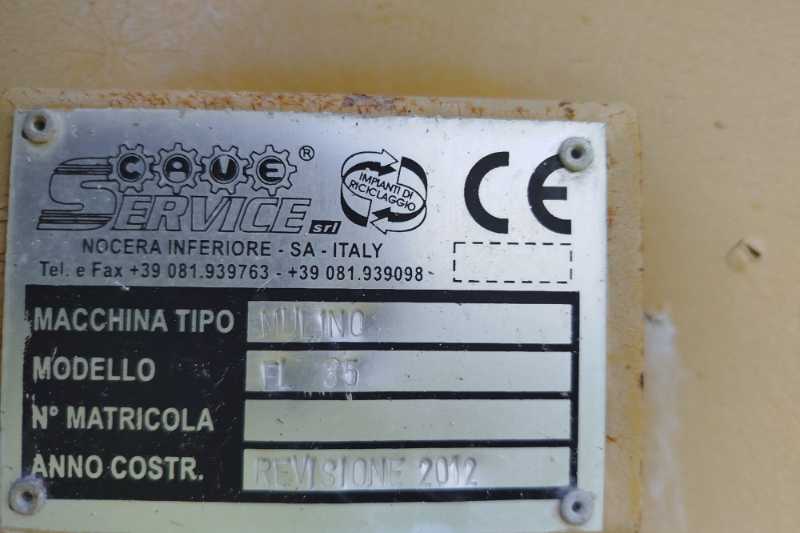 CAVE ®
SERVICE srl
IMPIANTI DI
RICICLAGGIO
CE
NOCERA INFERIORE - SA - ITALY
Tel. e Fax +39 081.939763 - +39 081.939098
MACCHINA TIPO MULINO
MODELLO FL 35
N° MATRICOLA
ANNO COSTR. REVISIONE 2012